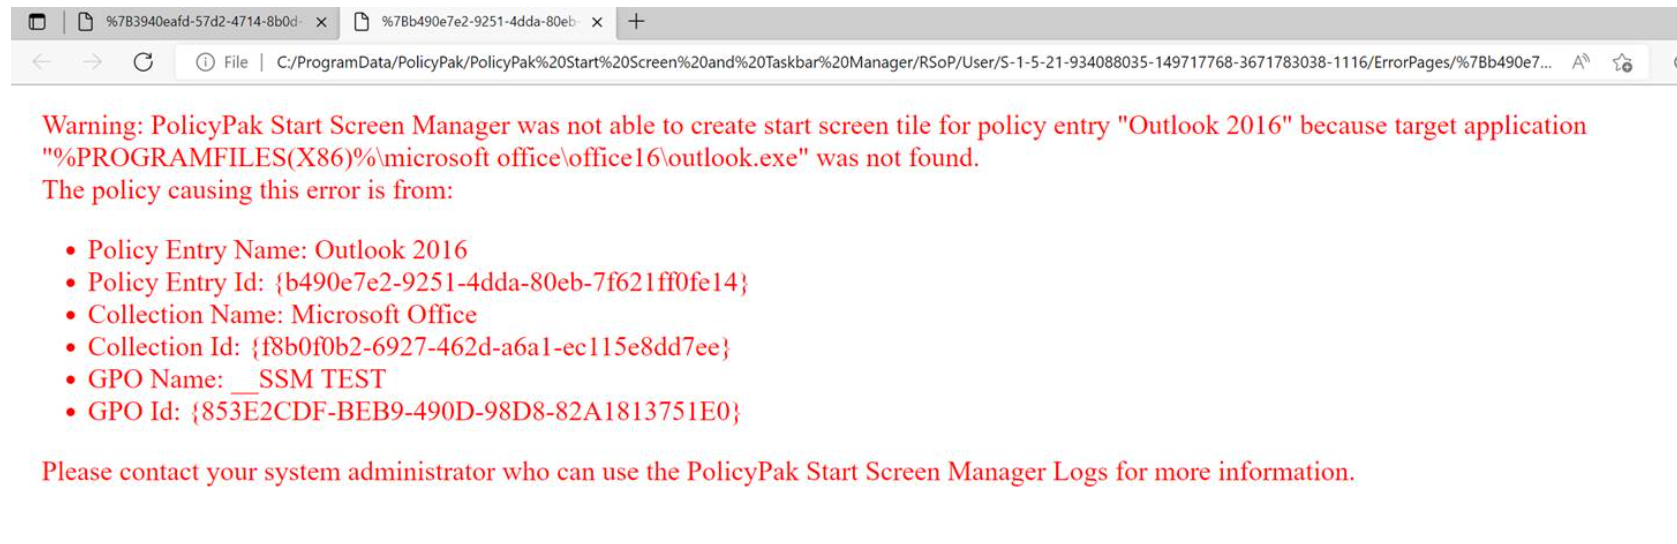 %7B3940eafd-57d2-4714-8b0d-
%7Bb490e7e2-9251-4dda-80eb-
File | C:/ProgramData/PolicyPak/PolicyPak%20Start%20Screen%20and%20Taskbar%20Manager/RSoP/User/S-1-5-21-934088035-149717768-3671783038-1116/ErrorPages/%7Bb490e7...
Warning: PolicyPak Start Screen Manager was not able to create start screen tile for policy entry "Outlook 2016" because target application
"%PROGRAMFILES(X86)%\microsoft office\office16\outlook.exe" was not found.
The policy causing this error is from:
• Policy Entry Name: Outlook 2016
• Policy Entry Id: {b490e7e2-9251-4dda-80eb-7f621ff0fe14}
• Collection Name: Microsoft Office
• Collection Id: {f8b0f0b2-6927-462d-a6a1-ec115e8dd7ee}
• GPO Name: __SSM TEST
• GPO Id: {853E2CDF-BEB9-490D-98D8-82A1813751E0}
Please contact your system administrator who can use the PolicyPak Start Screen Manager Logs for more information.